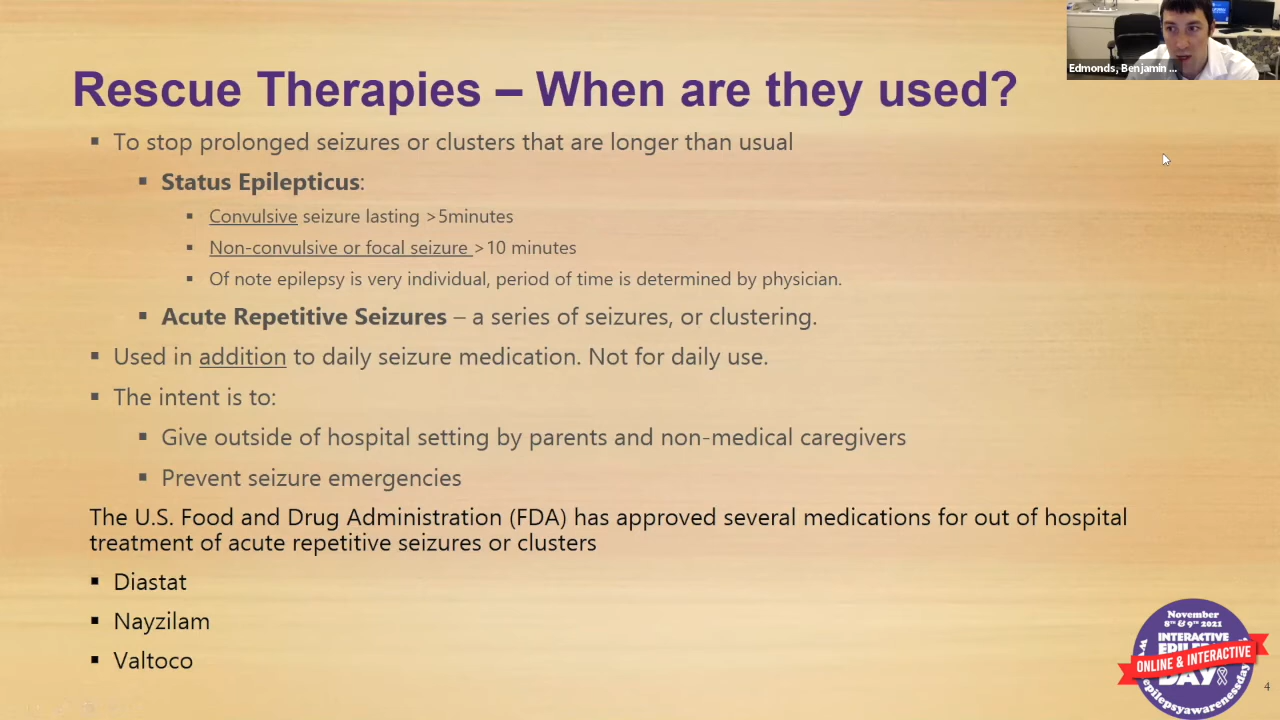 Edmonds, Benjamin ...
Rescue Therapies – When are they used?
▪ To stop prolonged seizures or clusters that are longer than usual
▪ Status Epilepticus:
▪ Convulsive seizure lasting >5minutes
▪ Non-convulsive or focal seizure >10 minutes
▪ Of note epilepsy is very individual, period of time is determined by physician.
▪ Acute Repetitive Seizures – a series of seizures, or clustering.
▪ Used in addition to daily seizure medication. Not for daily use.
▪ The intent is to:
▪ Give outside of hospital setting by parents and non-medical caregivers
▪ Prevent seizure emergencies
The U.S. Food and Drug Administration (FDA) has approved several medications for out of hospital
treatment of acute repetitive seizures or clusters
▪ Diastat
▪ Nayzilam
▪ Valtoco
November
8TH & 9TH 2021
INTERACTIVE
ONLINE & INTERACTIVE
DAY
epilepsyawarenessday
4